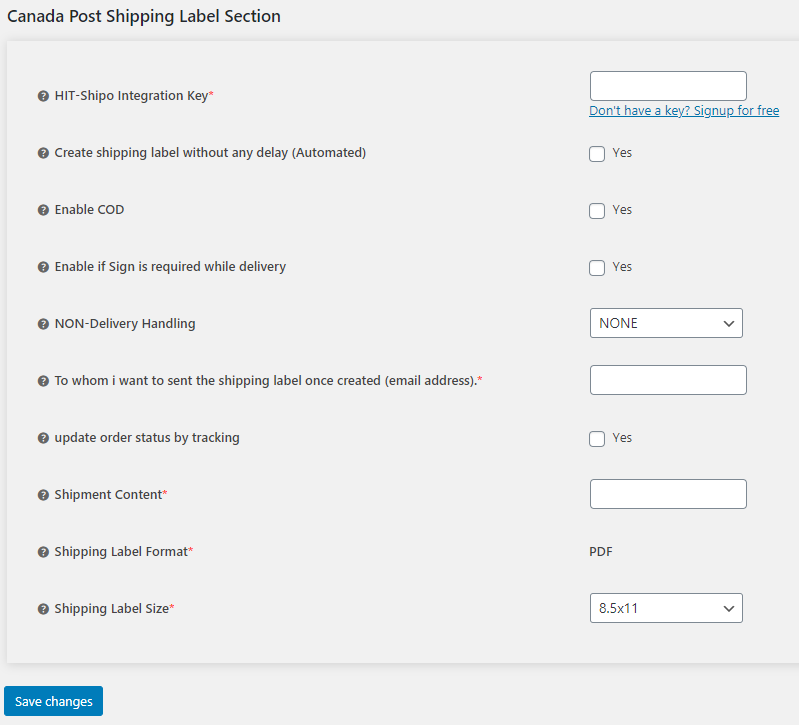 Canada Post Shipping Label Section
HIT-Shipo Integration Key*
Don't have a key? Signup for free
Create shipping label without any delay (Automated) Yes
Enable COD Yes
Enable if Sign is required while delivery Yes
NON-Delivery Handling NONE
To whom i want to sent the shipping label once created (email address).*
update order status by tracking Yes
Shipment Content*
Shipping Label Format* PDF
Shipping Label Size* 8.5x11
Save changes